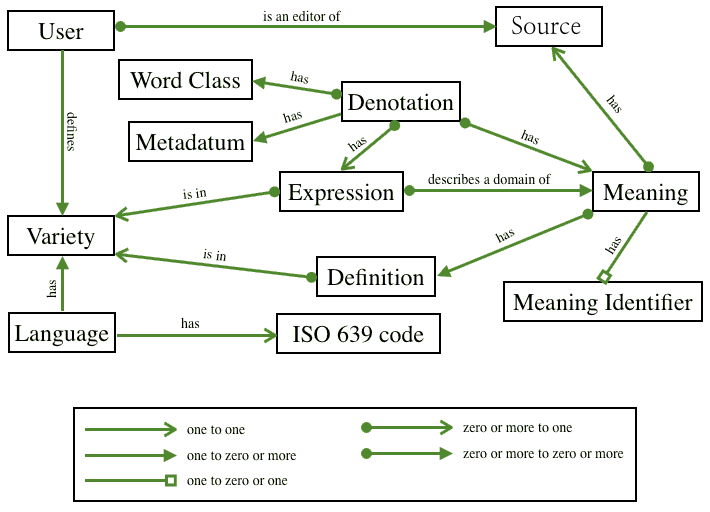 User
is an editor of
Source
Word Class
has
Denotation
has
Metadatum
has
has
has
defines
is in
Expression
describes a domain of
Meaning
Variety
is in
Definition
has
has
Meaning Identifier
has
Language
has
ISO 639 code
one to one
zero or more to one
one to zero or more
zero or more to zero or more
one to zero or one